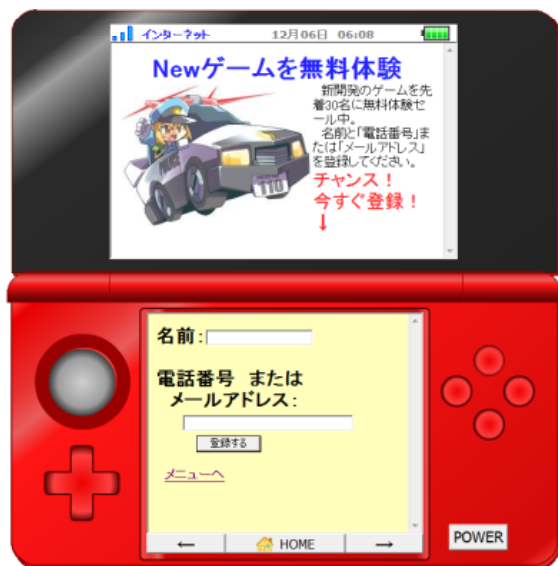 インターネット 12月06日 06:08
Newゲームを無料体験
新開発のゲームを先
着30名に無料体験セ
ール中。
名前と「電話番号」ま
たは「メールアドレス」
を登録してください。
チャンス！
今すぐ登録！
↓
POLICE
110
名前：
電話番号 または
メールアドレス：
登録する
メニューへ
← HOME →
POWER